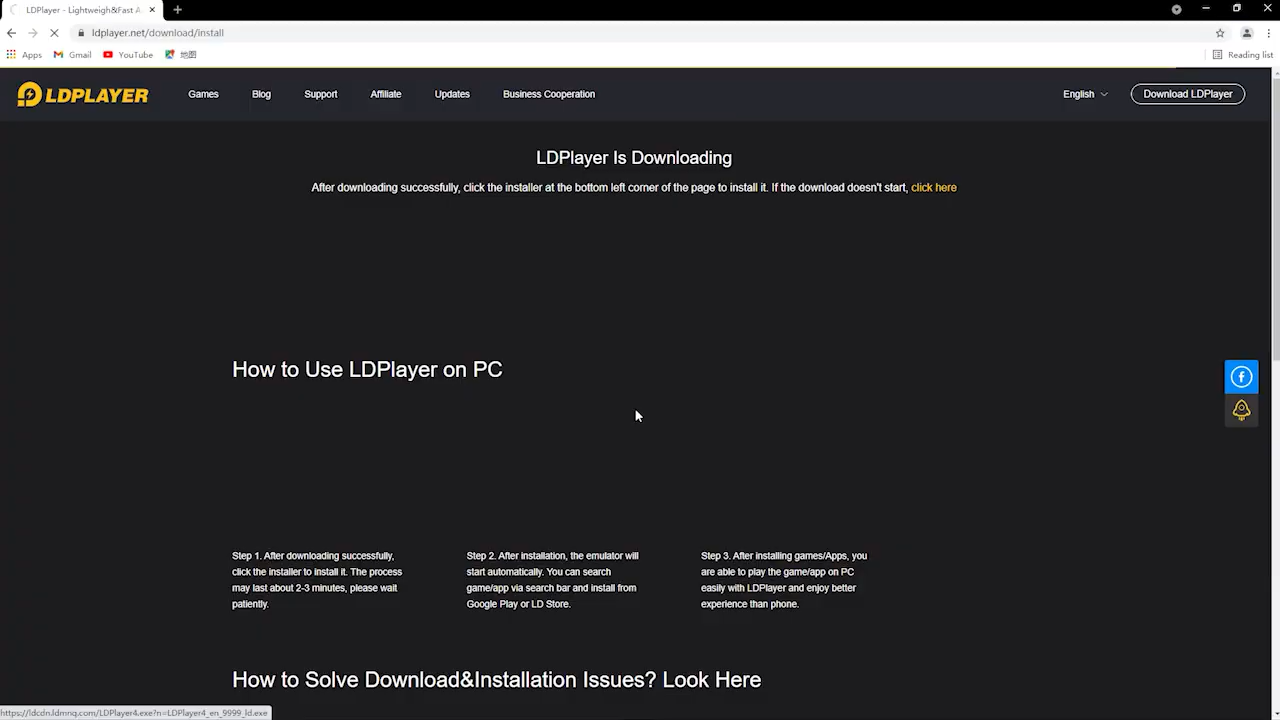 LDPlayer - Lightweigh&Fast A
ldplayer.net/download/install
Apps Gmail YouTube 地图 Reading list
LDPLAYER Games Blog Support Affiliate Updates Business Cooperation English Download LDPlayer
LDPlayer Is Downloading
After downloading successfully, click the installer at the bottom left corner of the page to install it. If the download doesn't start, click here
How to Use LDPlayer on PC
Step 1. After downloading successfully,
click the installer to install it. The process
may last about 2-3 minutes, please wait
patiently.
Step 2. After installation, the emulator will
start automatically. You can search
game/app via search bar and install from
Google Play or LD Store.
Step 3. After installing games/Apps, you
are able to play the game/app on PC
easily with LDPlayer and enjoy better
experience than phone.
How to Solve Download&Installation Issues? Look Here
https://ldcdn.ldmnq.com/LDPlayer4.exe?n=LDPlayer4_en_9999_ld.exe